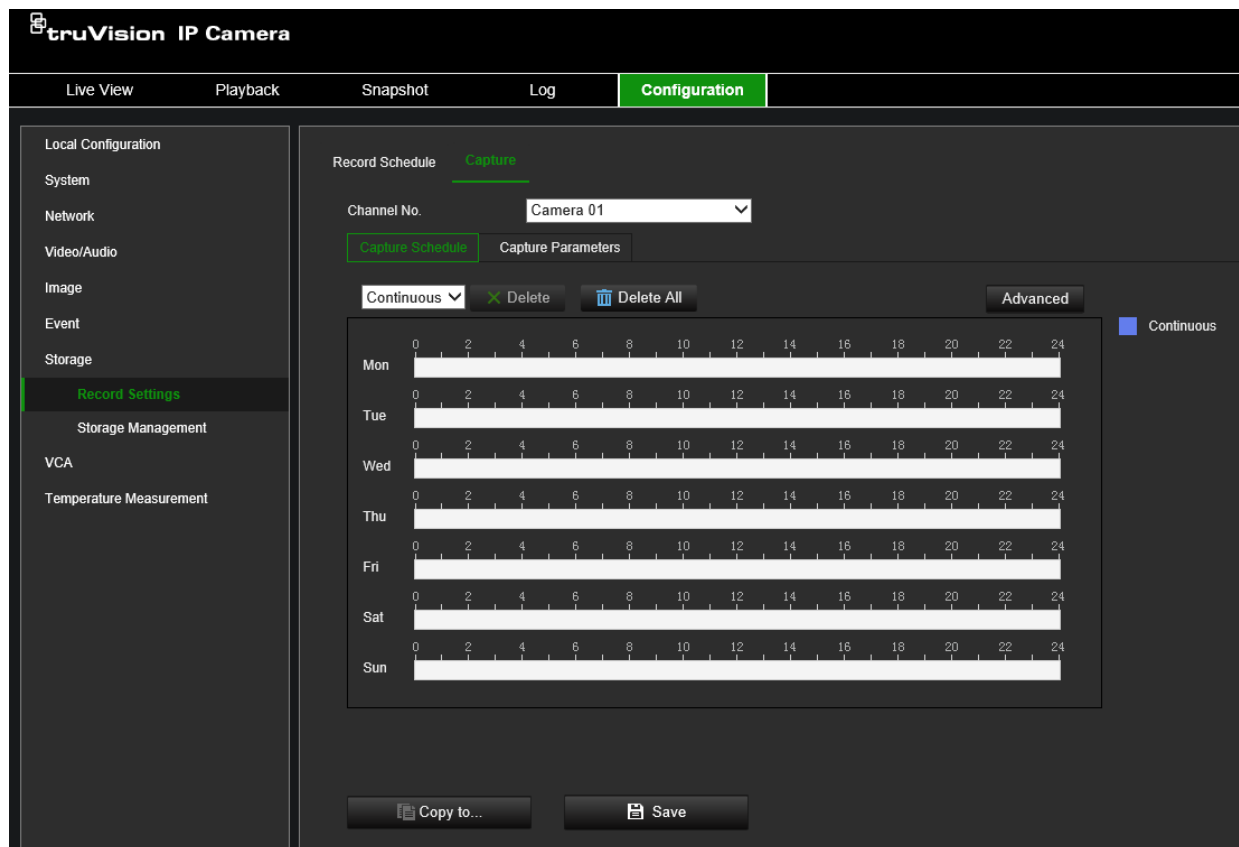 truVision IP Camera
Live View Playback Snapshot Log Configuration
Local Configuration
System
Network
Video/Audio
Image
Event
Storage
Record Settings
Storage Management
VCA
Temperature Measurement
Record Schedule Capture
Channel No. Camera 01
Capture Schedule Capture Parameters
Continuous Delete Delete All Advanced
Continuous
0 2 4 6 8 10 12 14 16 18 20 22 24
Mon
0 2 4 6 8 10 12 14 16 18 20 22 24
Tue
0 2 4 6 8 10 12 14 16 18 20 22 24
Wed
0 2 4 6 8 10 12 14 16 18 20 22 24
Thu
0 2 4 6 8 10 12 14 16 18 20 22 24
Fri
0 2 4 6 8 10 12 14 16 18 20 22 24
Sat
0 2 4 6 8 10 12 14 16 18 20 22 24
Sun
Copy to... Save